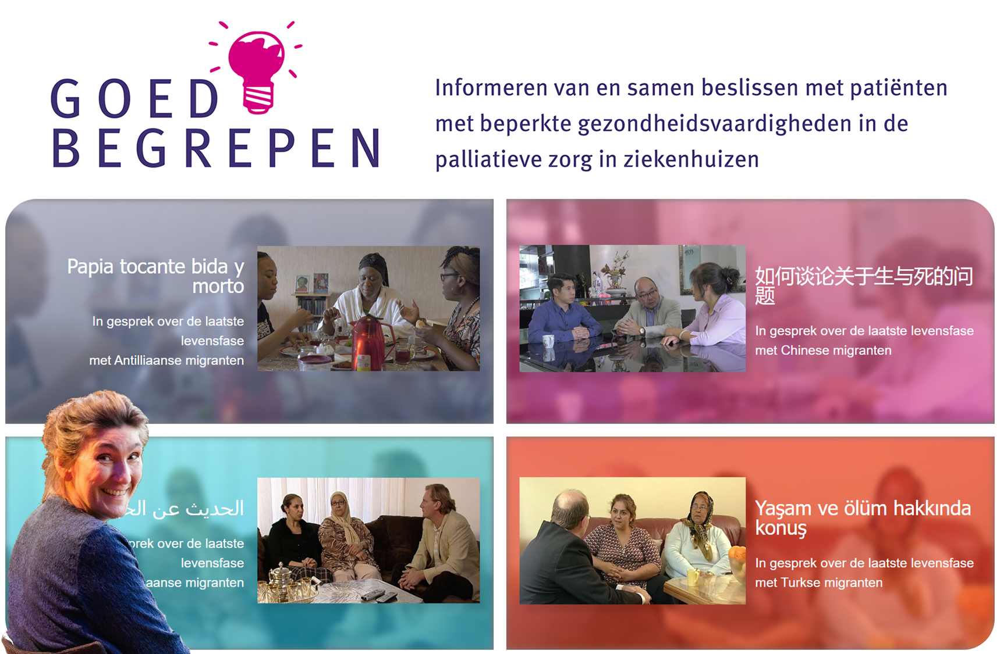 GOED
BEGREPEN
Informeren van en samen beslissen met patiënten
met beperkte gezondheidsvaardigheden in de
palliatieve zorg in ziekenhuizen
Papia tocante bida y
morto
In gesprek over de laatste
levensfase
met Antilliaanse migranten
如何谈论关于生与死的问
题
In gesprek over de laatste levensfase
met Chinese migranten
الحديث عن
over de laatste
levensfase
migranten
Yaşam ve ölüm hakkında
konuş
In gesprek over de laatste levensfase
met Turkse migranten